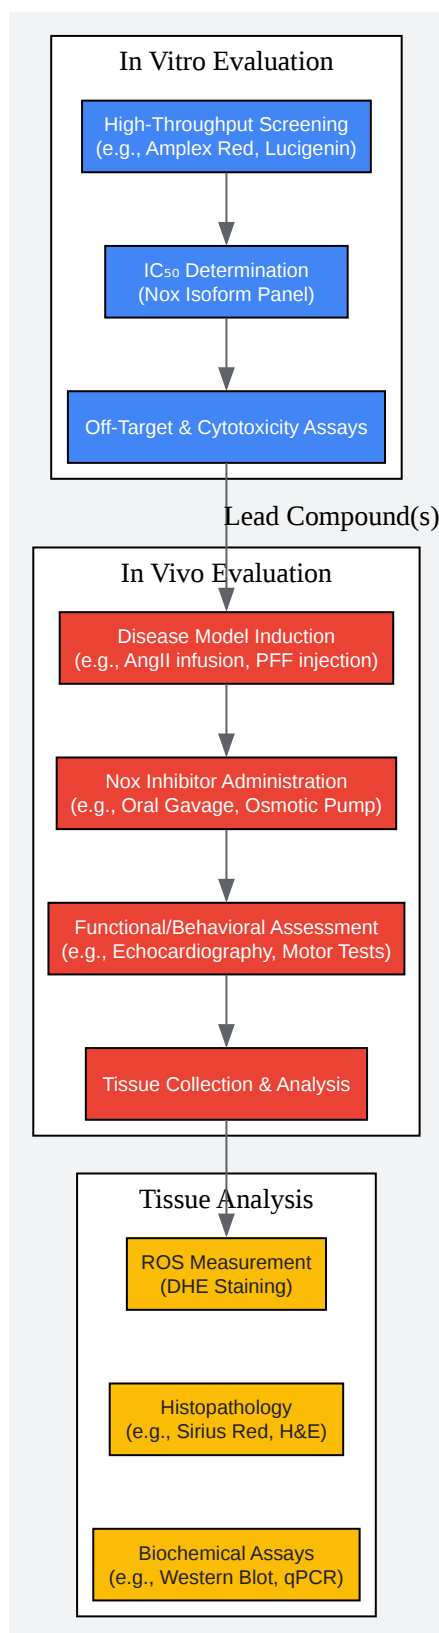 In Vitro Evaluation
High-Throughput Screening
(e.g., Amplex Red, Lucigenin)
IC₅₀ Determination
(Nox Isoform Panel)
Off-Target & Cytotoxicity Assays
Lead Compound(s)
In Vivo Evaluation
Disease Model Induction
(e.g., AngII infusion, PFF injection)
Nox Inhibitor Administration
(e.g., Oral Gavage, Osmotic Pump)
Functional/Behavioral Assessment
(e.g., Echocardiography, Motor Tests)
Tissue Collection & Analysis
Tissue Analysis
ROS Measurement
(DHE Staining)
Histopathology
(e.g., Sirius Red, H&E)
Biochemical Assays
(e.g., Western Blot, qPCR)